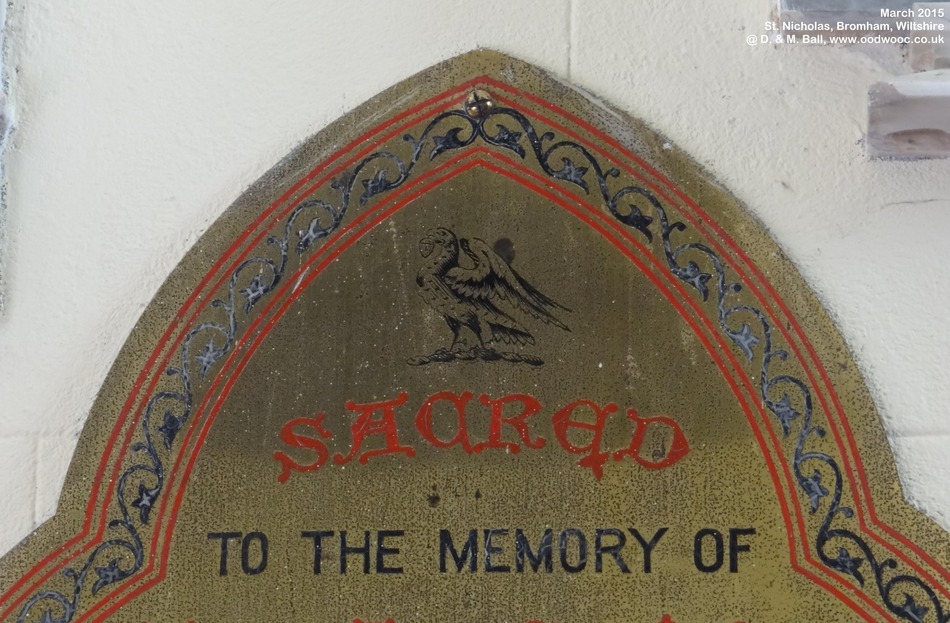 March 2015
St. Nicholas, Bromham, Wiltshire
@ D. & M. Ball, www.oodwooc.co.uk
SACRED
TO THE MEMORY OF